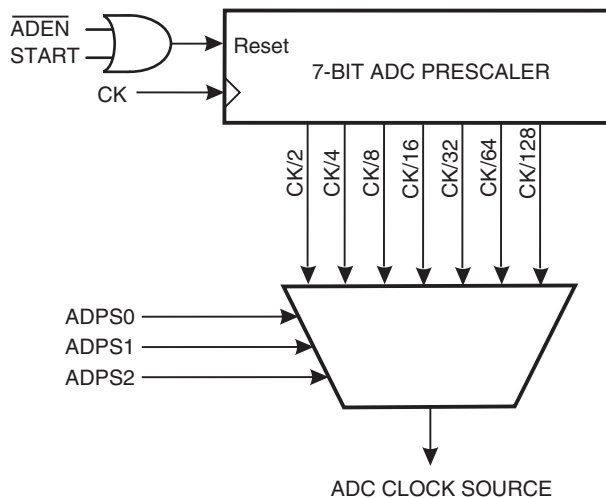 ADEN
START
Reset
7-BIT ADC PRESCALER
CK
CK/2
CK/4
CK/8
CK/16
CK/32
CK/64
CK/128
ADPS0
ADPS1
ADPS2
ADC CLOCK SOURCE